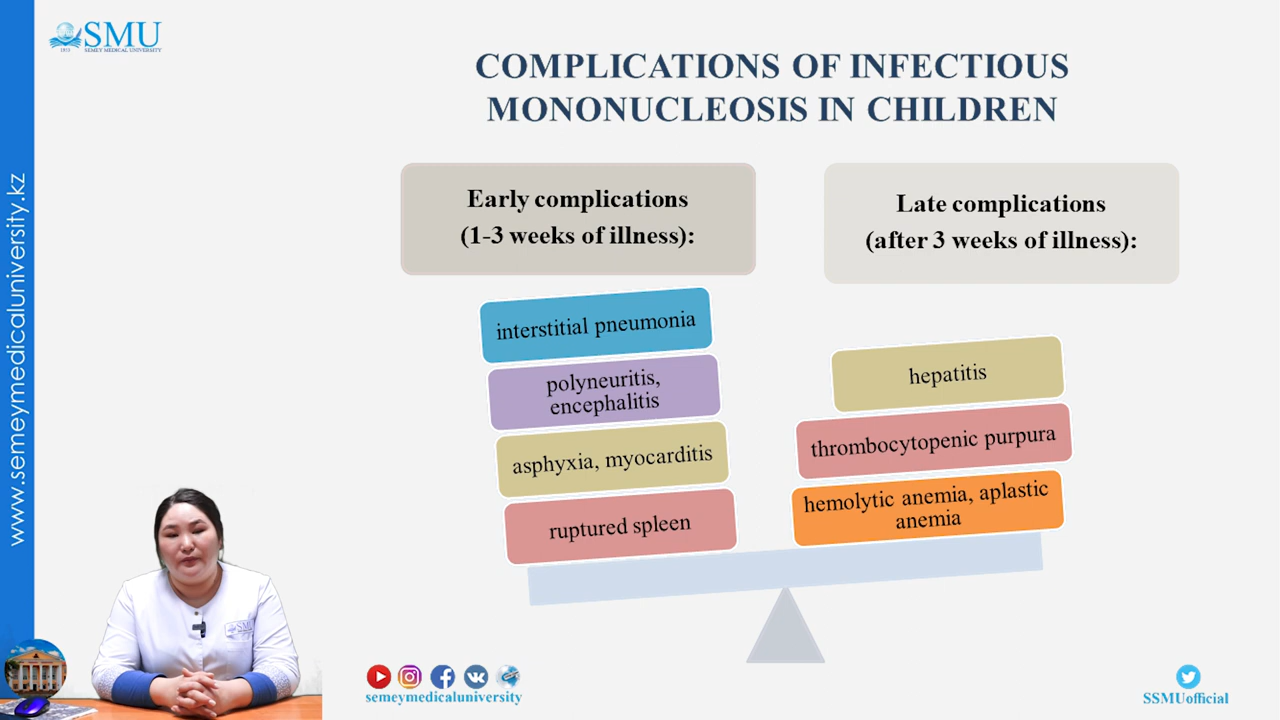 SMU
SEMEY MEDICAL UNIVERSITY
COMPLICATIONS OF INFECTIOUS
MONONUCLEOSIS IN CHILDREN
www.semeymedicaluniversity.kz
Early complications
(1-3 weeks of illness):
Late complications
(after 3 weeks of illness):
interstitial pneumonia
polyneuritis,
encephalitis
asphyxia, myocarditis
ruptured spleen
hepatitis
thrombocytopenic purpura
hemolytic anemia, aplastic
anemia
semeymedicaluniversity
SSMUofficial